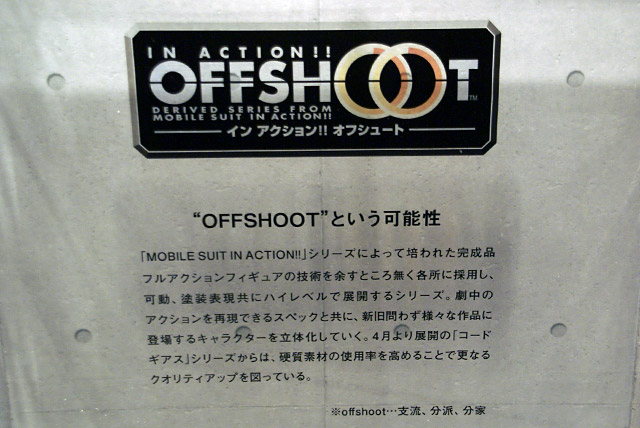 IN ACTION!!
OFFSHOOT™
DERIVED SERIES FROM
MOBILE SUIT IN ACTION!!
イン アクション!! オフシュート
“OFFSHOOT”という可能性
「MOBILE SUIT IN ACTION!!」シリーズによって培われた完成品
フルアクションフィギュアの技術を余すところ無く各所に採用し、
可動、塗装表現共にハイレベルで展開するシリーズ。劇中の
アクションを再現できるスペックと共に、新旧問わず様々な作品に
登場するキャラクターを立体化していく。4月より展開の「コード
ギアス」シリーズからは、硬質素材の使用率を高めることで更なる
クオリティアップを図っている。
※offshoot…支流、分派、分家